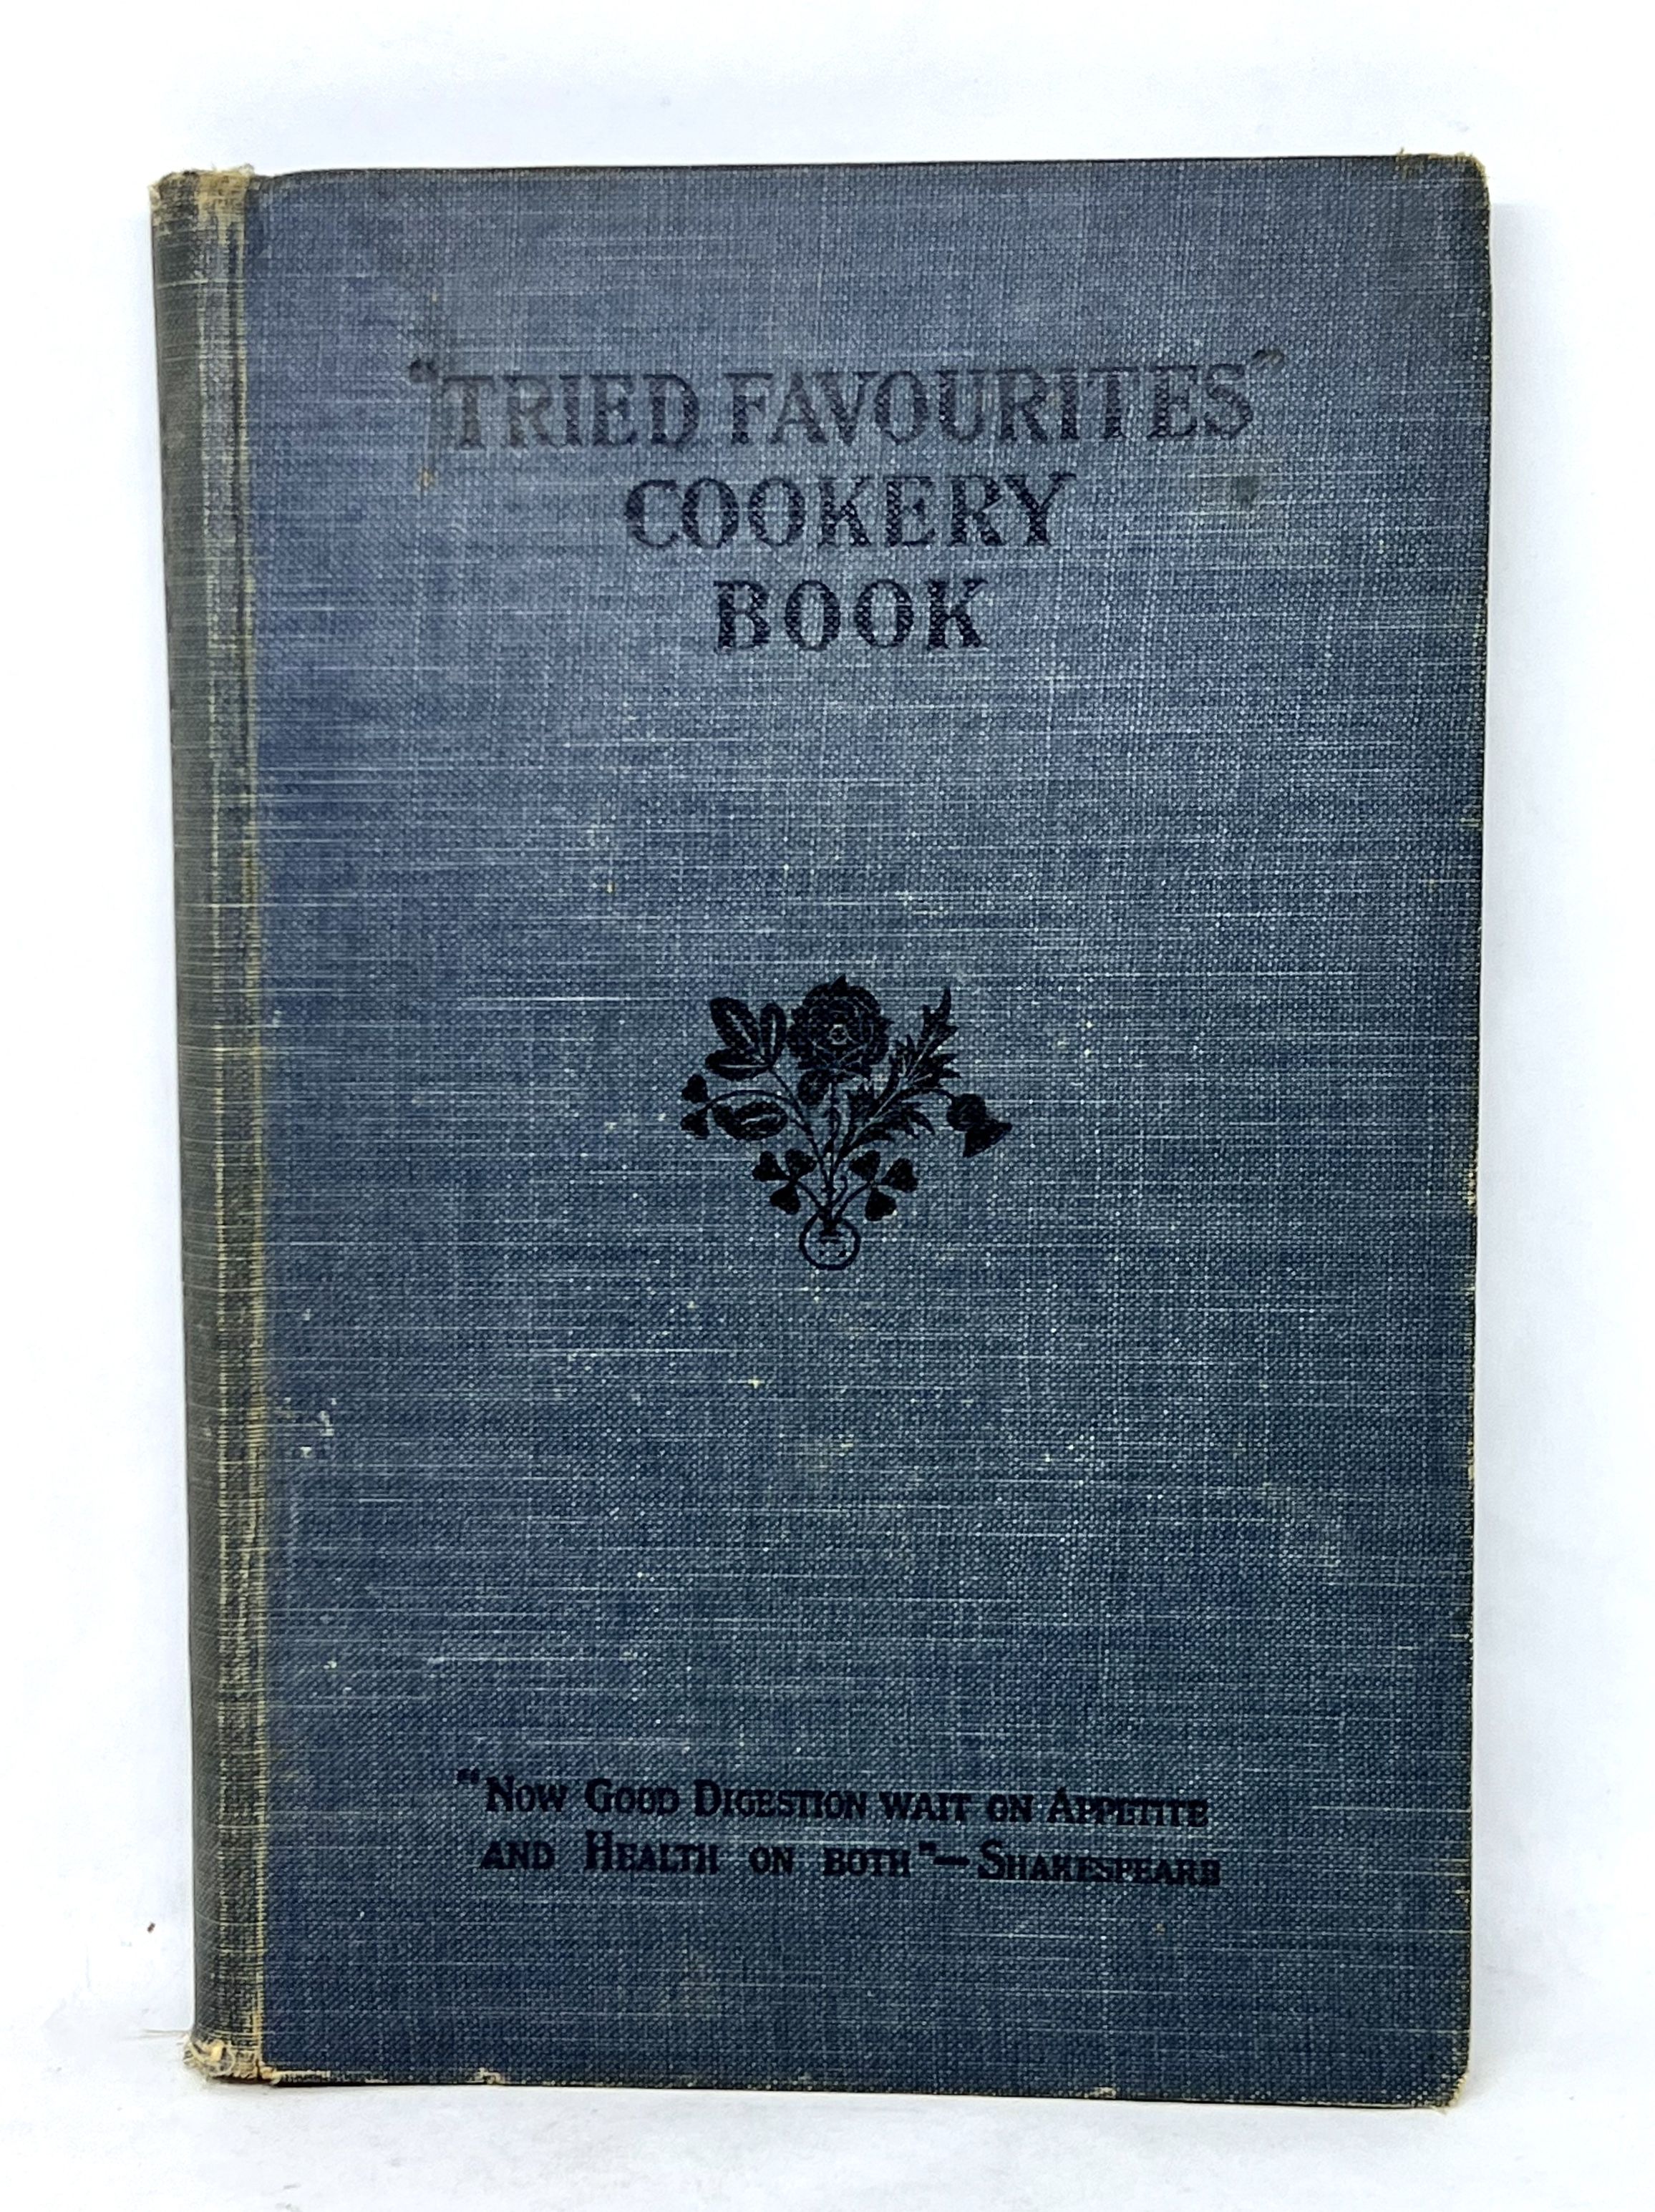 "TRIED FAVOURITES"
COOKERY
BOOK
"NOW GOOD DIGESTION WAIT ON APPETITE
AND HEALTH ON BOTH"—SHAKESPEARE